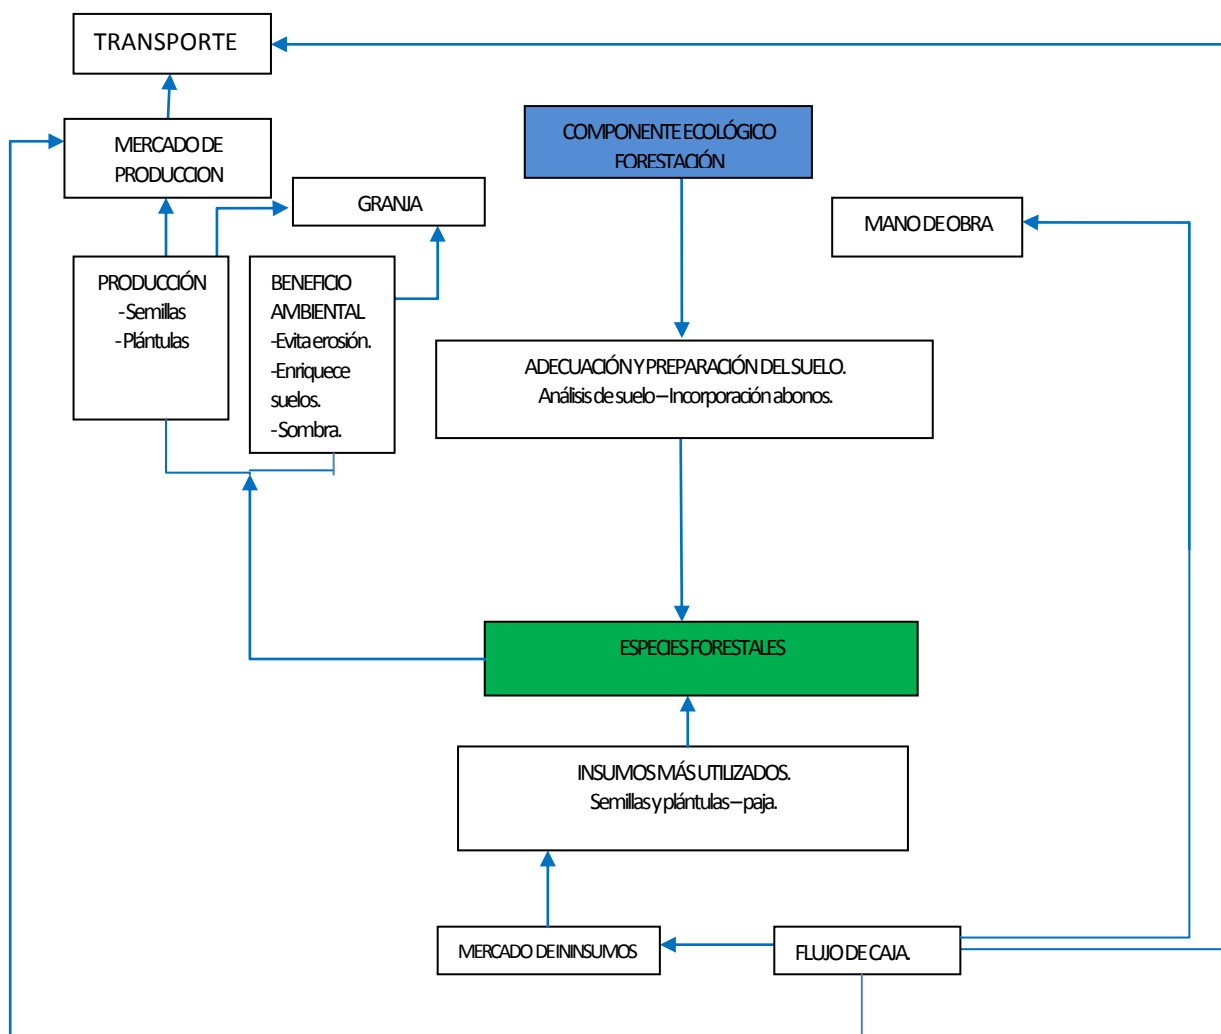 TRANSPORTE
MERCADO DE
PRODUCCION
COMPONENTE ECOLÓGICO
FORESTACIÓN
GRANJA
MANO DE OBRA
PRODUCCIÓN
- Semillas
- Plántulas
BENEFICIO
AMBIENTAL
-Evita erosión.
-Enriquece
suelos.
- Sombra.
ADECUACIÓN Y PREPARACIÓN DEL SUELO.
Análisis de suelo – Incorporación abonos.
ESPECIES FORESTALES
INSUMOS MÁS UTILIZADOS.
Semillas y plántulas – paja.
MERCADO DE ININSUMOS
FLUJO DE CAJA.